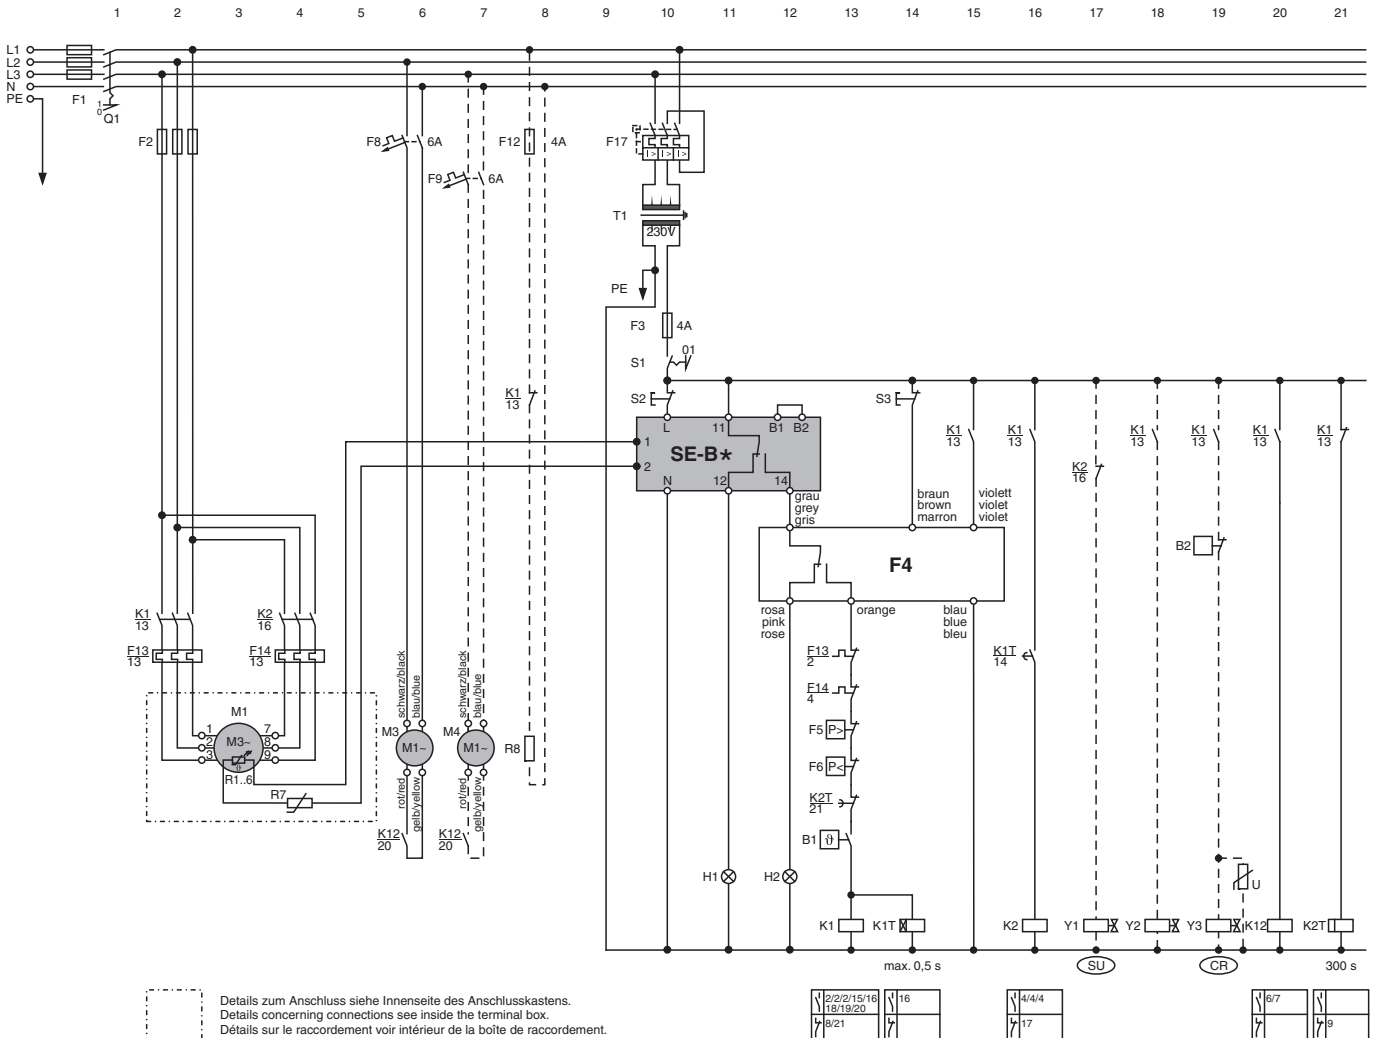 1 2 3 4 5 6 7 8 9 10 11 12 13 14 15 16 17 18 19 20 21
L1
L2
L3
N
PE
F1
1
0
Q1
F2
F8 6A
F9 6A
F12 4A
F17
I> I> I>
T1
230V
PE
F3 4A
S1 01
S2
S3
K1
13
L 11 B1 B2
1
2
SE-B*
N 12 14
K1
13
K1
13
K2
16
K1
13
K1
13
K1
13
K1
13
grau
grey
gris
braun
brown
marron
violett
violet
violet
F4
B2
rosa
pink
rose
orange
blau
blue
bleu
K1
13
K2
16
F13
13
F14
13
F13
2
K1T
14
F14
4
M1
1
2
3
M3~
ϑ
7
8
9
R1..6
R7
schwarz/black
blau/blue
M3
M1~
rot/red
gelb/yellow
K12
20
schwarz/black
blau/blue
M4
M1~
rot/red
gelb/yellow
K12
20
R8
F5 P>
F6 P<
K2T
21
B1 ϑ
H1
H2
U
K1
K1T
K2
Y1
Y2
Y3
K12
K2T
max. 0,5 s
SU
CR
300 s
Details zum Anschluss siehe Innenseite des Anschlusskastens.
Details concerning connections see inside the terminal box.
Détails sur le raccordement voir intérieur de la boîte de raccordement.
2/2/2/15/16
18/19/20
8/21
16
4/4/4
17
6/7
9